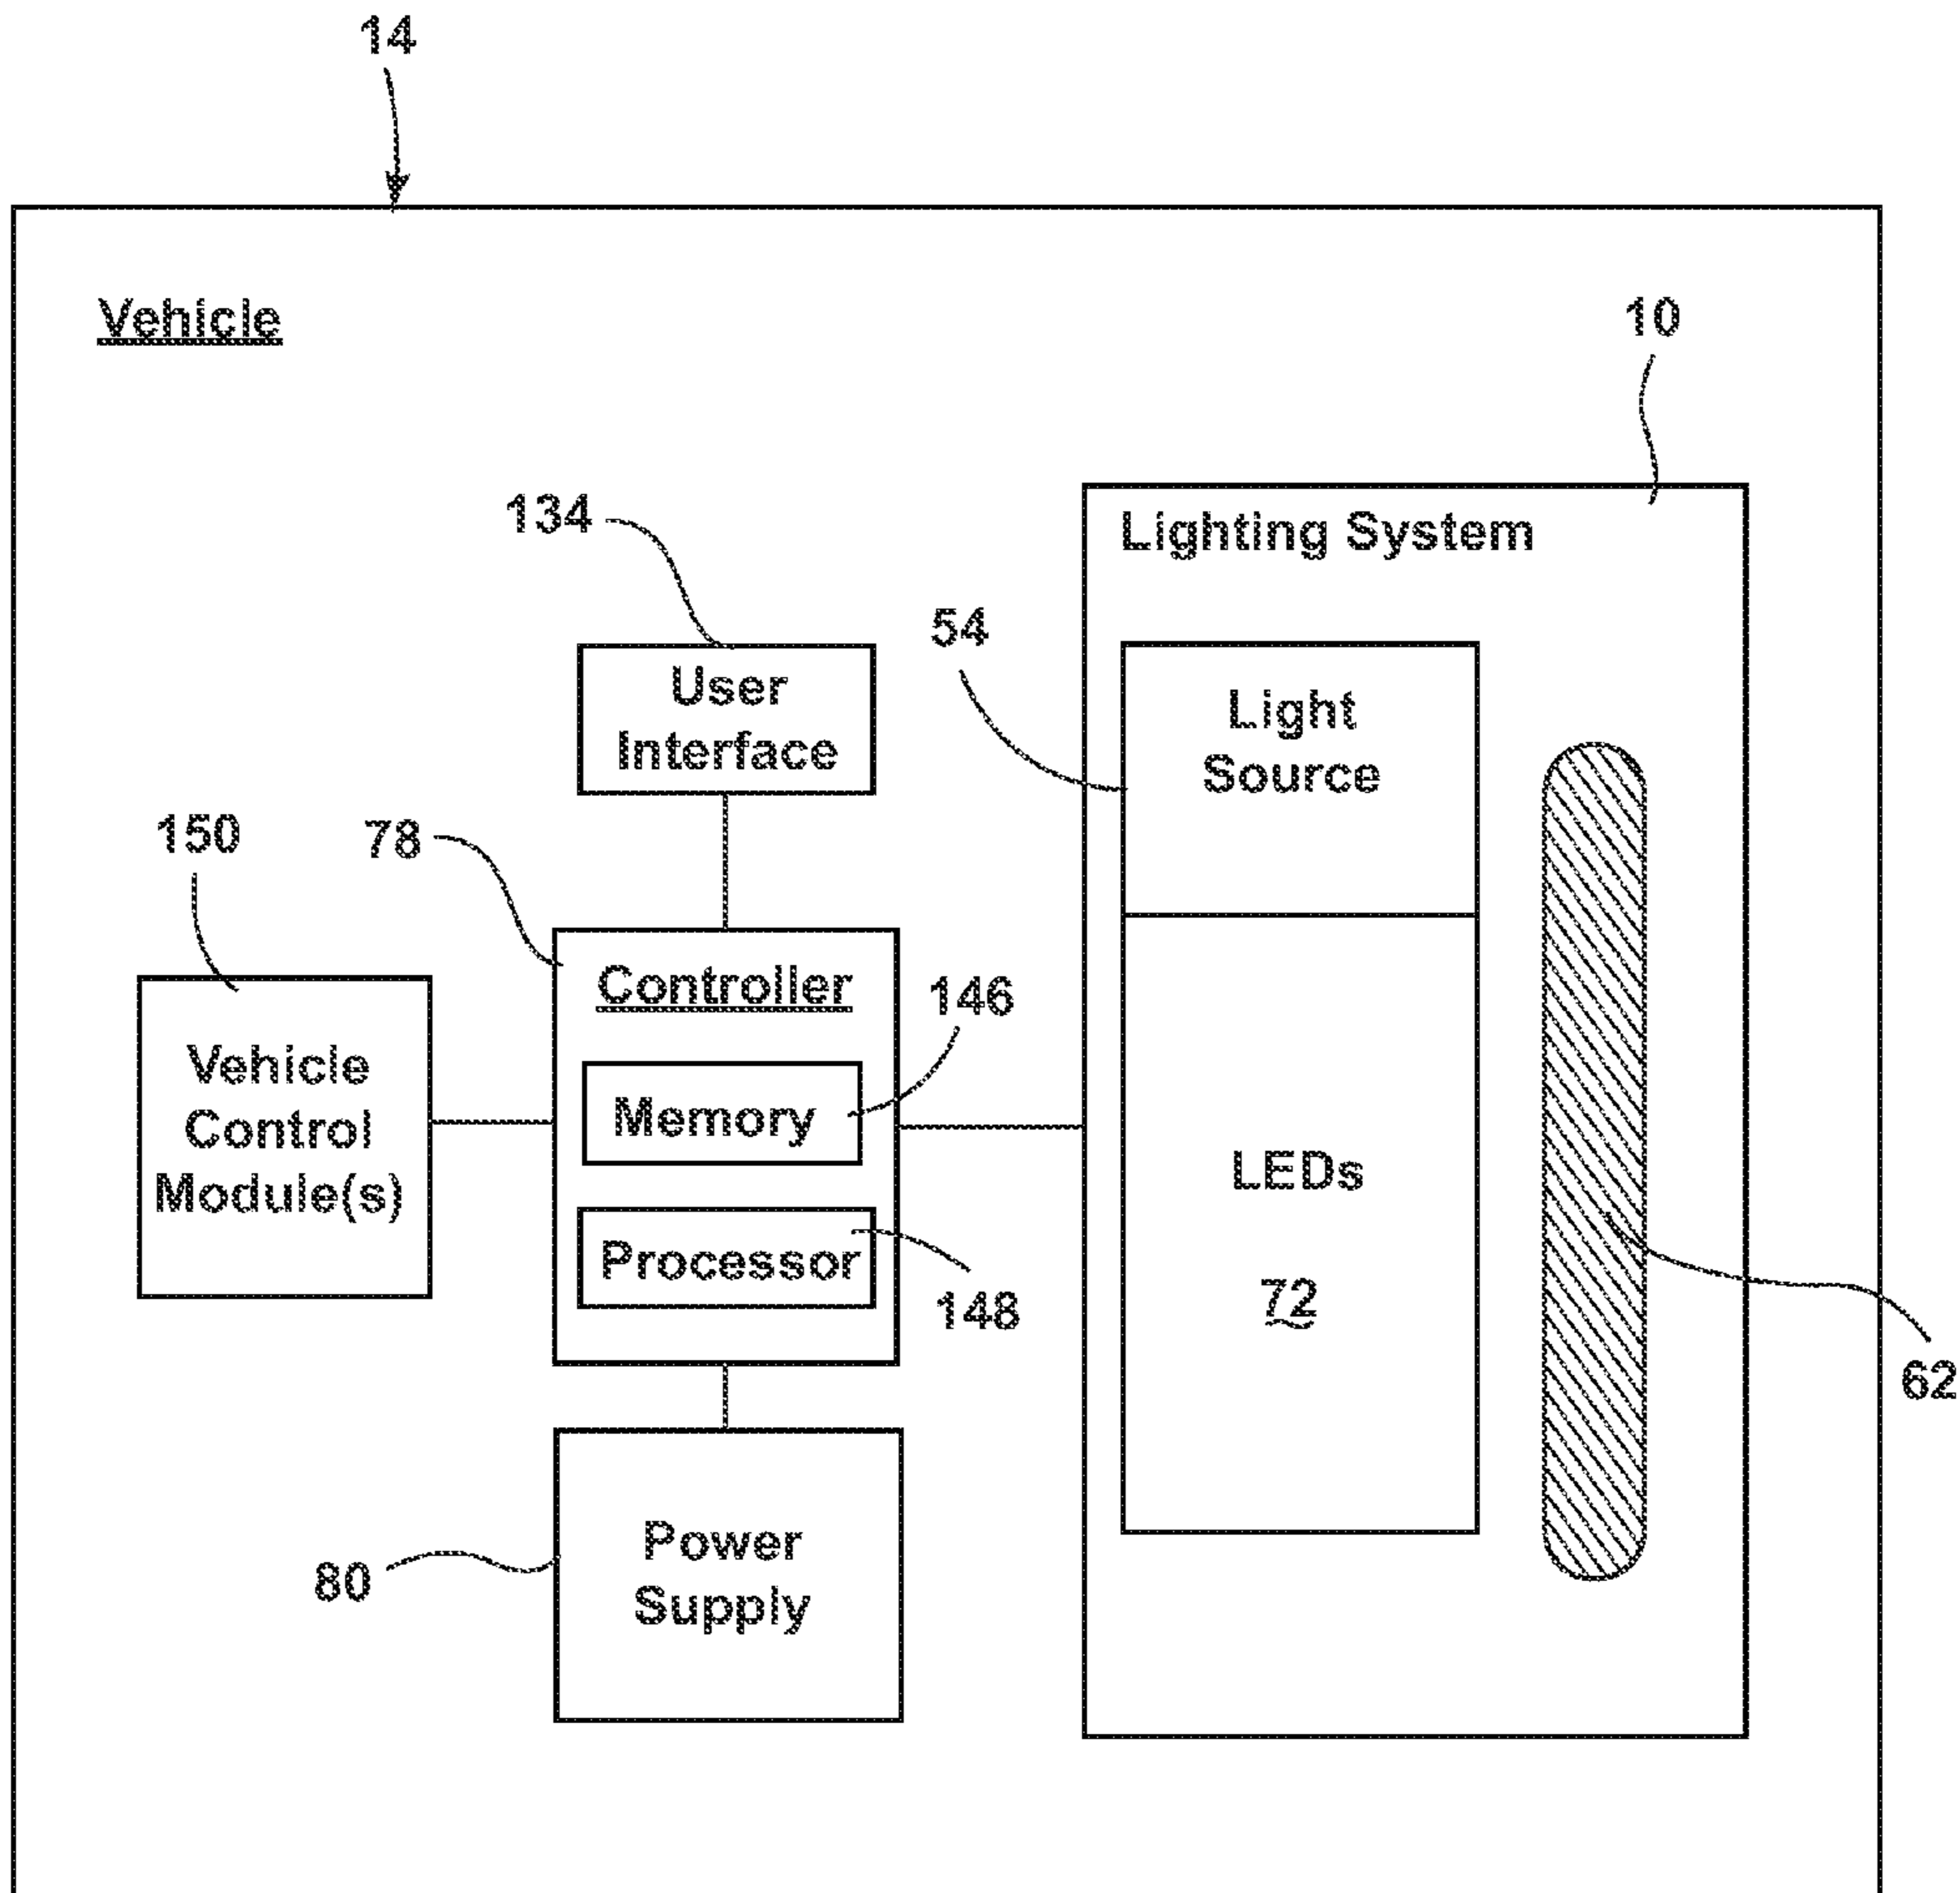 14
Vehicle
10
134
Lighting System
54
User
Interface
Light
Source
150
78
Controller
146
Vehicle
Control
Module(s)
Memory
LEDs
Processor
72
148
62
Power
Supply
80